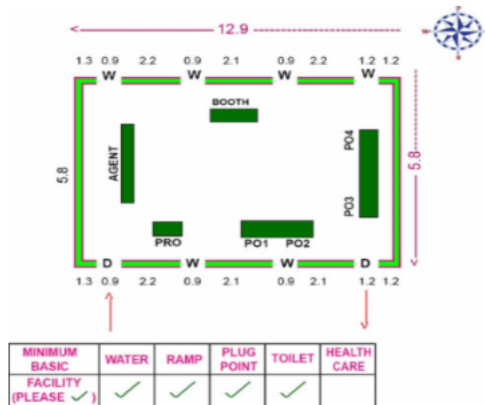 12.9
1.3 0.9 2.2 0.9 2.1 0.9 2.2 1.2 1.2
W W W W
BOOTH
AGENT
PO4
5.8
5.8
PO3
PRO
PO1 PO2
D W W D
1.3 0.9 2.2 0.9 2.1 0.9 2.1 1.2 1.2
MINIMUM BASIC FACILITY (PLEASE ✓) WATER RAMP PLUG POINT TOILET HEALTH CARE
✓ ✓ ✓ ✓